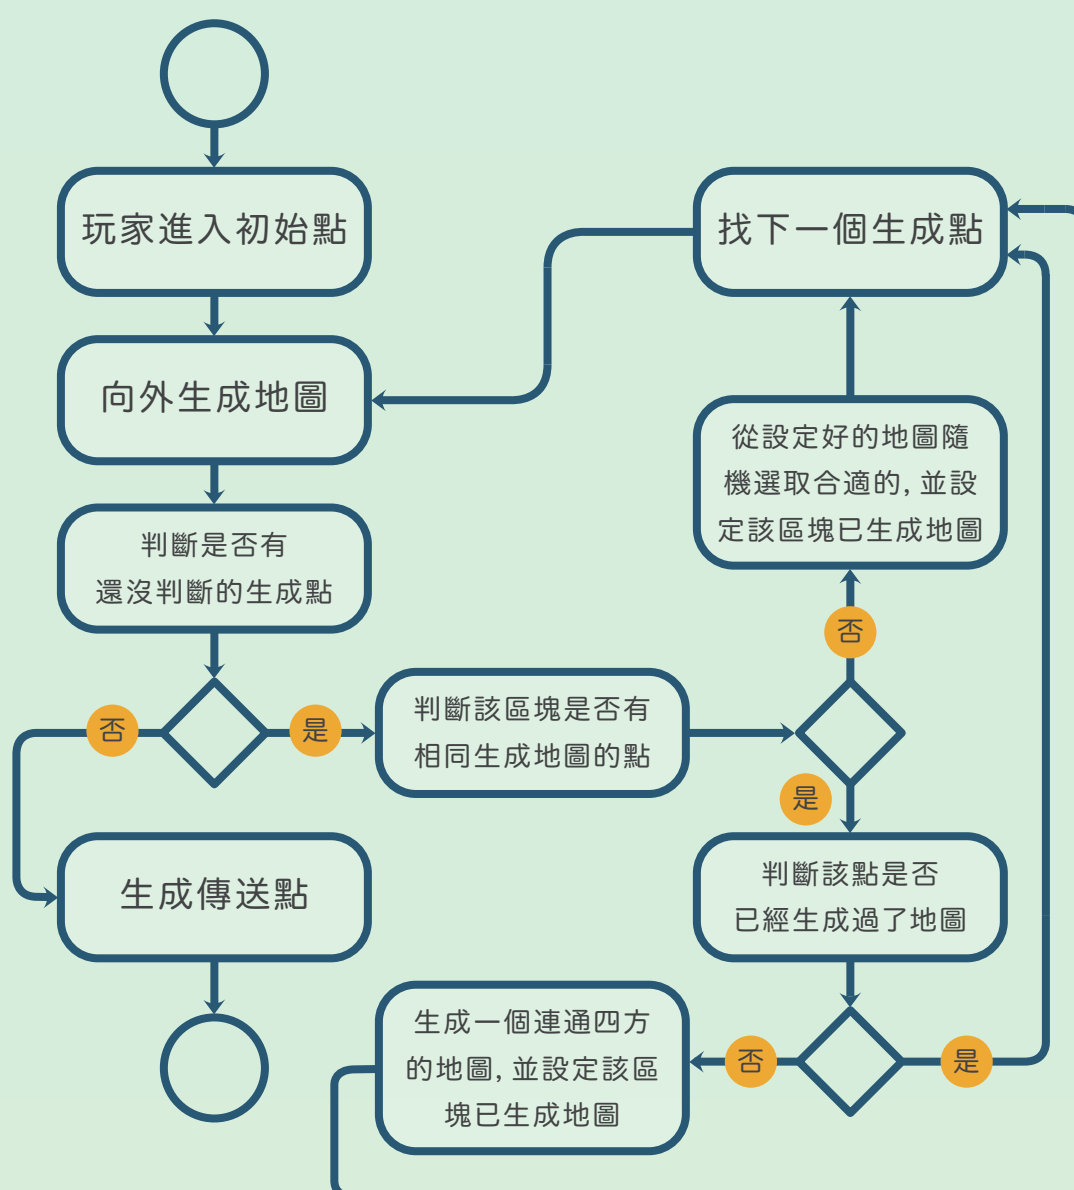 玩家進入初始點
找下一個生成點
向外生成地圖
從設定好的地圖隨
機選取合適的, 並設
定該區塊已生成地圖
判斷是否有
還沒判斷的生成點
否
否
是
判斷該區塊是否有
相同生成地圖的點
是
生成傳送點
判斷該點是否
已經生成過了地圖
生成一個連通四方
的地圖, 並設定該區
塊已生成地圖
否
是